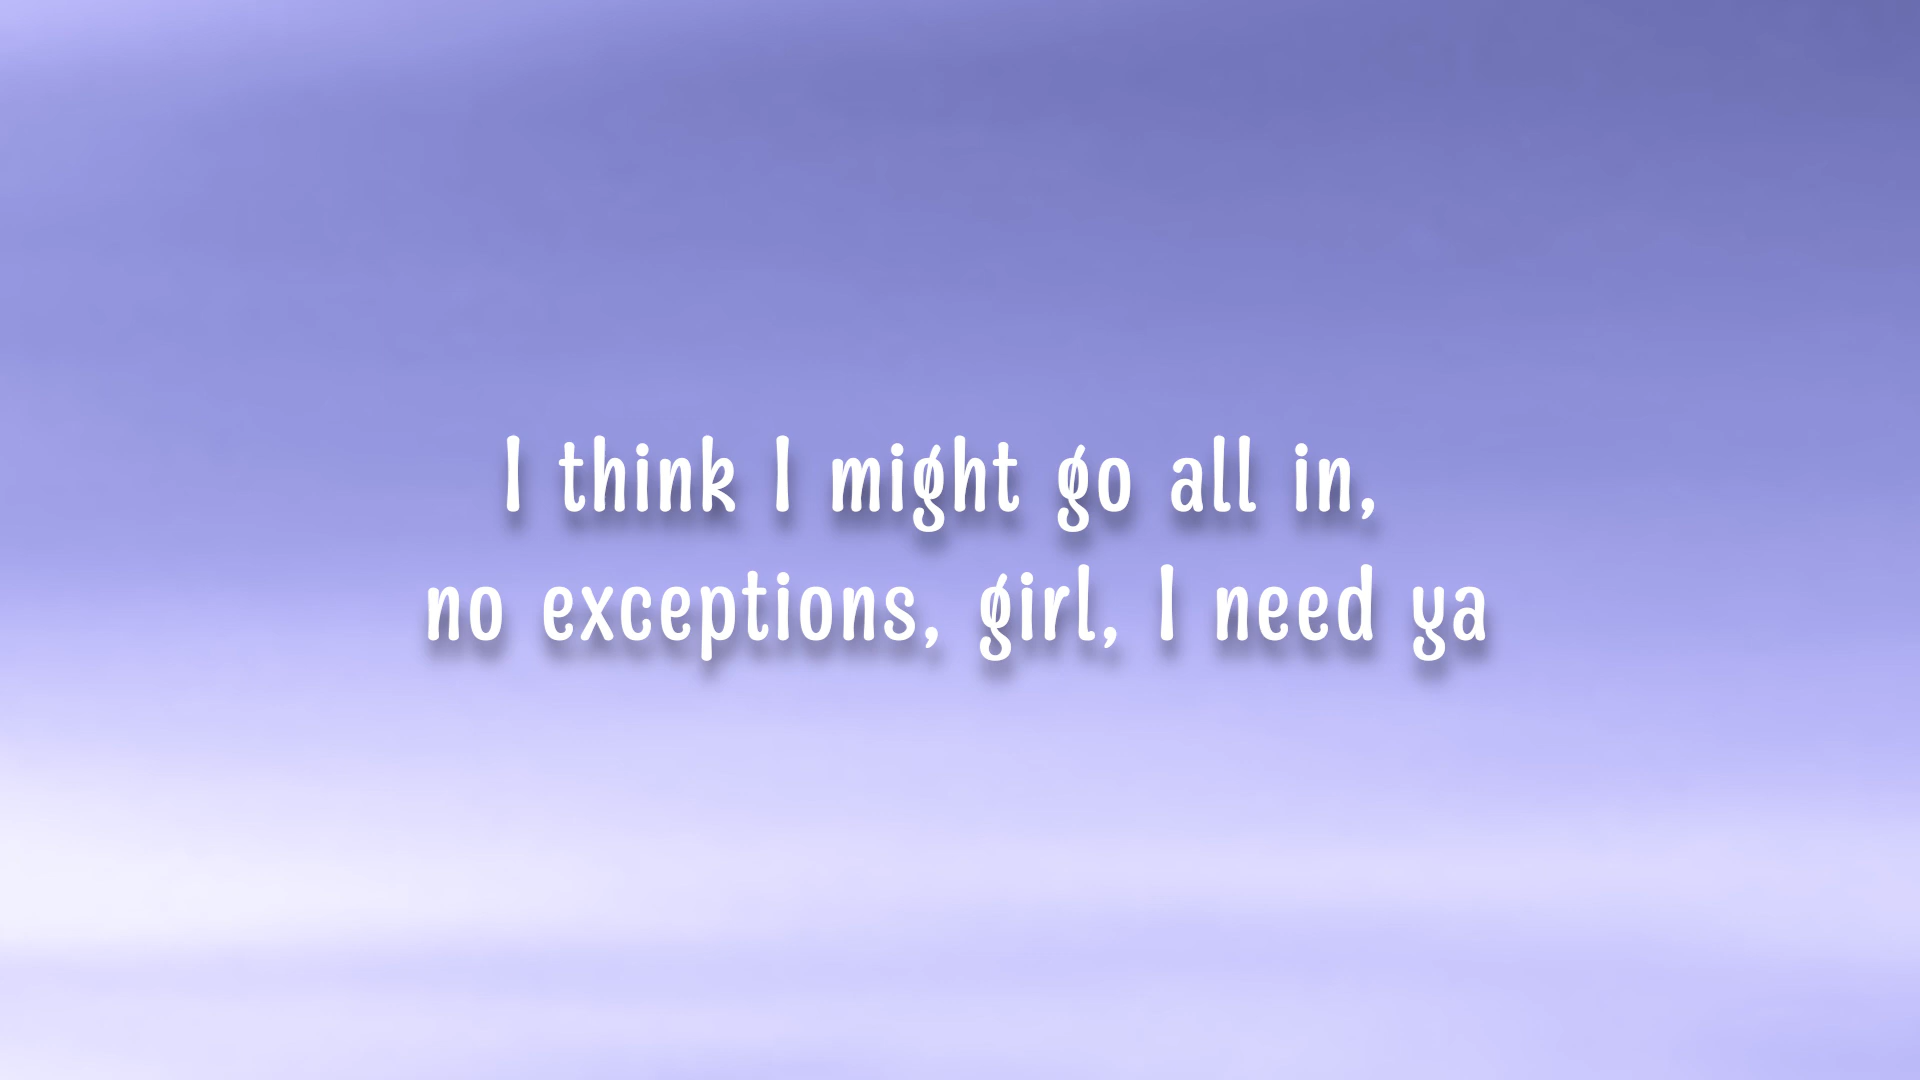 I think I might go all in,
no exceptions, girl, I need ya